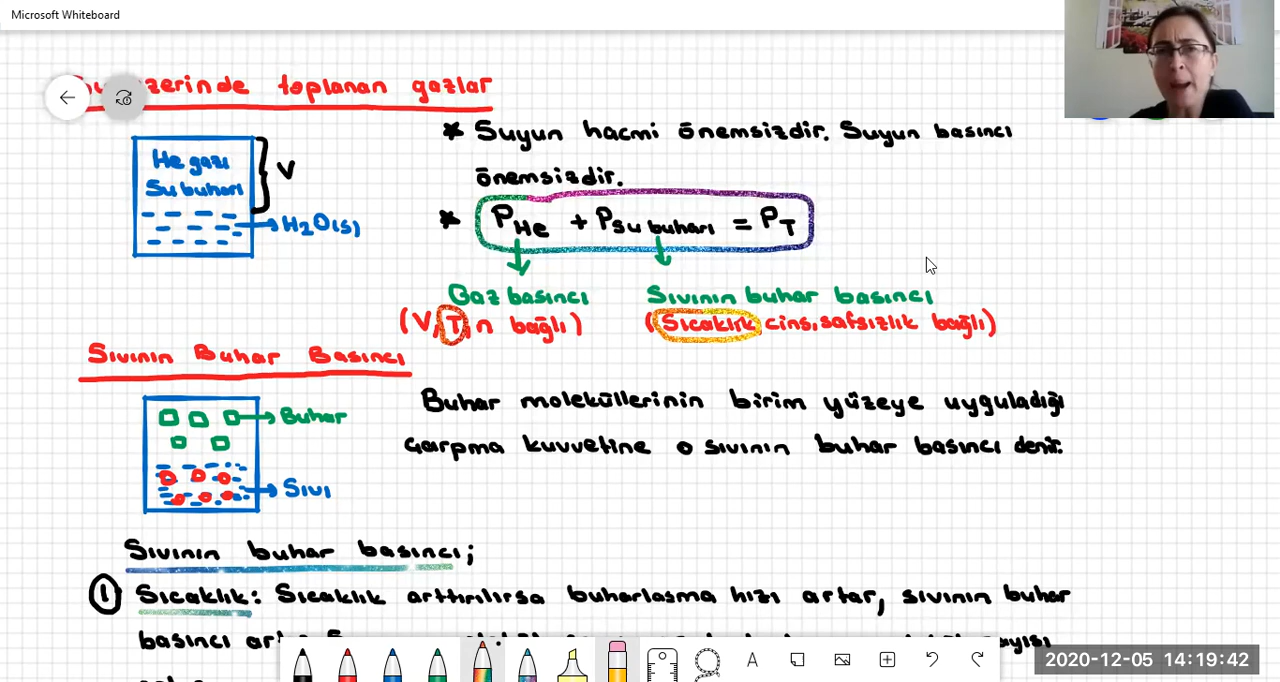 Microsoft Whiteboard
zerinde toplanan gazlar
He gazı
Su buharı
V
H₂O(s)
* Suyun hacmi önemsizdir. Suyun basıncı
önemsizdir.
* PHe + PSu buharı = PT
Gaz basıncı
(V, T, n bağlı)
Sıvının buhar basıncı
(Sıcaklık, cins, safsızlık bağlı)
Sıvının Buhar Basıncı
Buhar
Sıvı
Buhar moleküllerinin birim yüzeye uyguladığı
çarpma kuvvetine o sıvının buhar basıncı denir.
Sıvının buhar basıncı;
1 Sıcaklık: Sıcaklık arttırılırsa buharlaşma hızı artar, sıvının buhar
basıncı
A
2020-12-05 14:19:42